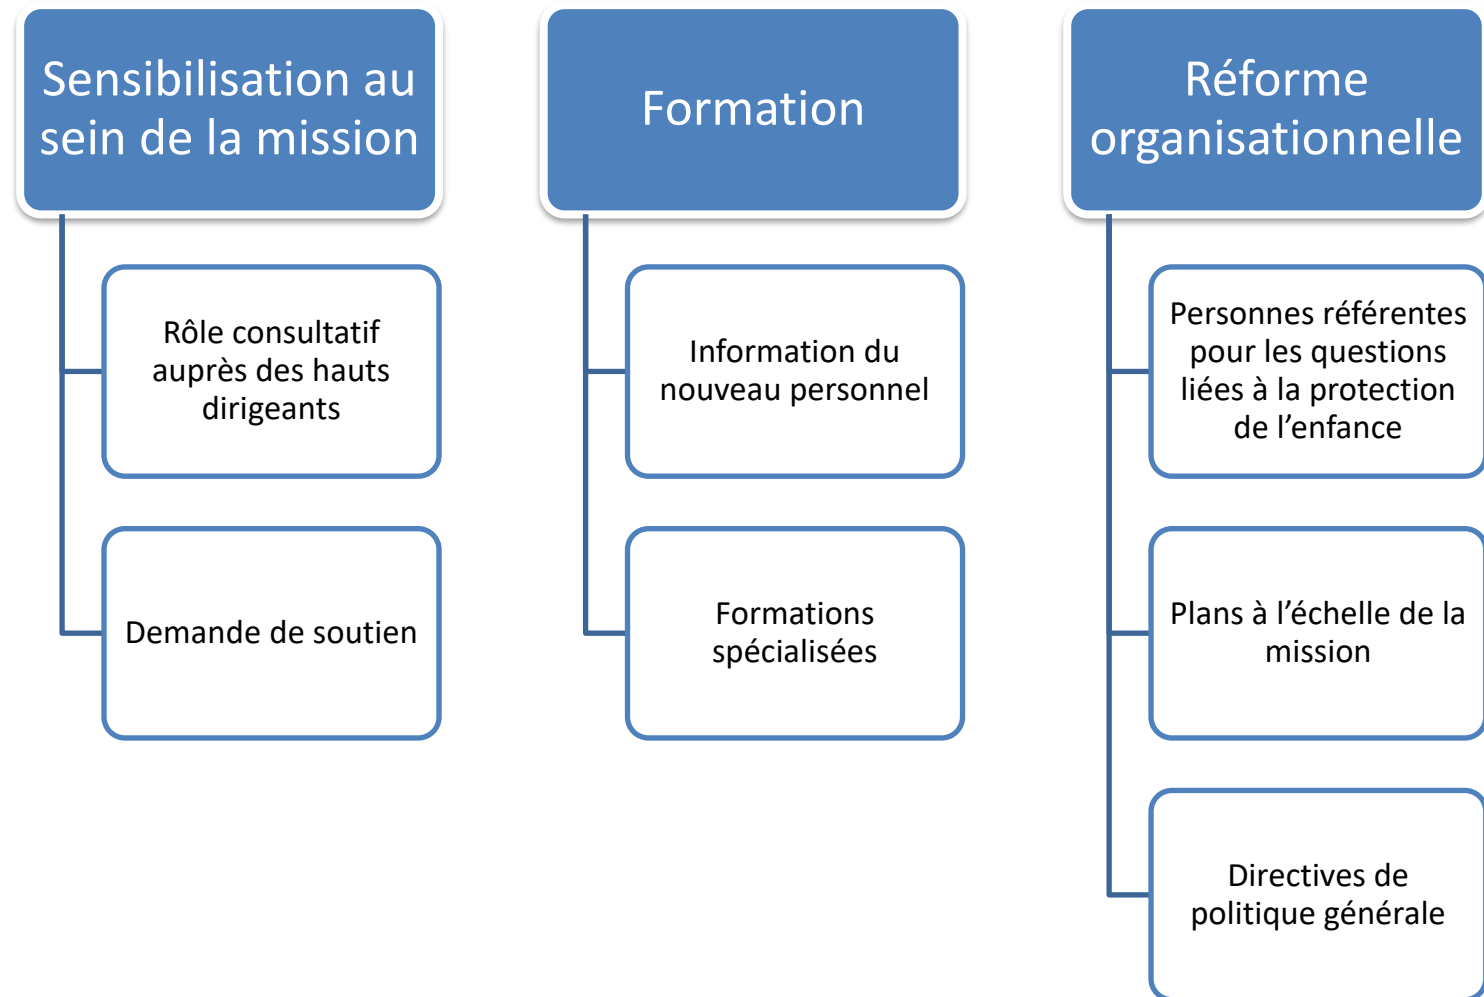 Sensibilisation au
sein de la mission
Rôle consultatif
auprès des hauts
dirigeants
Demande de soutien
Formation
Information du
nouveau personnel
Formations
spécialisées
Réforme
organisationnelle
Personnes référentes
pour les questions
liées à la protection
de l’enfance
Plans à l’échelle de la
mission
Directives de
politique générale